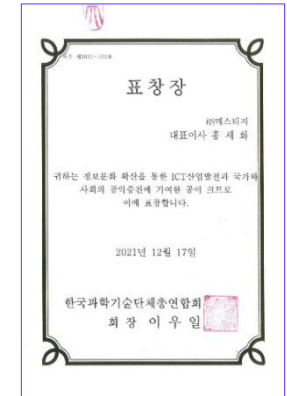 표창장
㈜메스티지
대표이사 홍 세 화
귀하는 정보문화 확산을 통한 ICT산업발전과 국가와
사회의 공익증진에 기여한 공이 크므로
이에 표창합니다.
2021년 12월 17일
한국과학기술단체총연합회
회 장 이 우 일